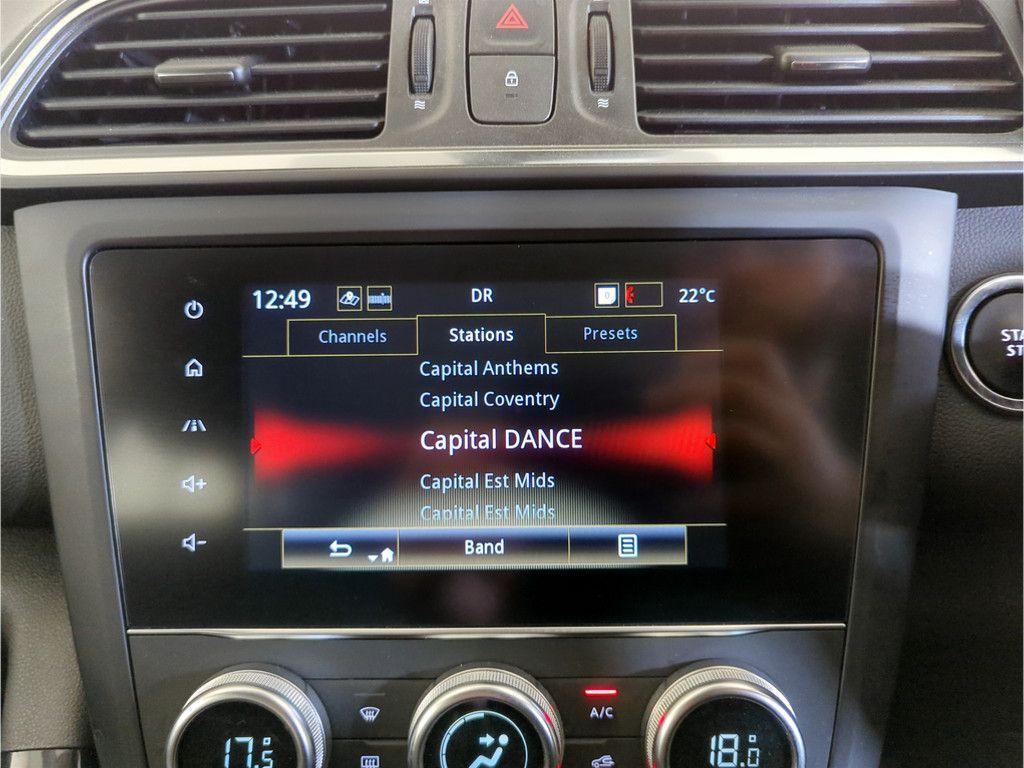 12:49 DR 0 22°C
Channels Stations Presets
Capital Anthems
Capital Coventry
Capital DANCE
Capital Est Mids
Capital Est Mids
Band
A/C
17.5° 18.0°